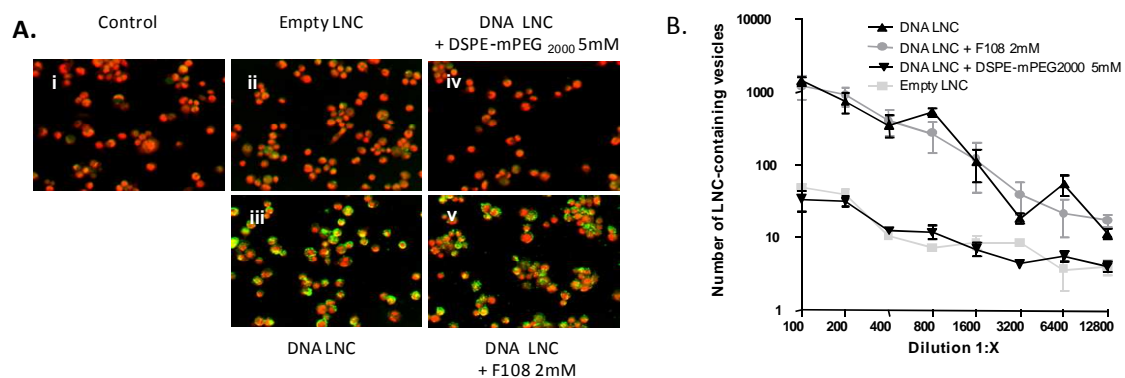 A.
Control
Empty LNC
DNA LNC
+ DSPE-mPEG 2000 5mM
i
ii
iv
iii
v
DNA LNC
DNA LNC
+ F108 2mM
B.
Number of LNC-containing vesicles
10000
1000
100
10
1
DNA LNC
DNA LNC + F108 2mM
DNA LNC + DSPE-mPEG2000 5mM
Empty LNC
100 200 400 800 1600 3200 6400 12800
Dilution 1:X